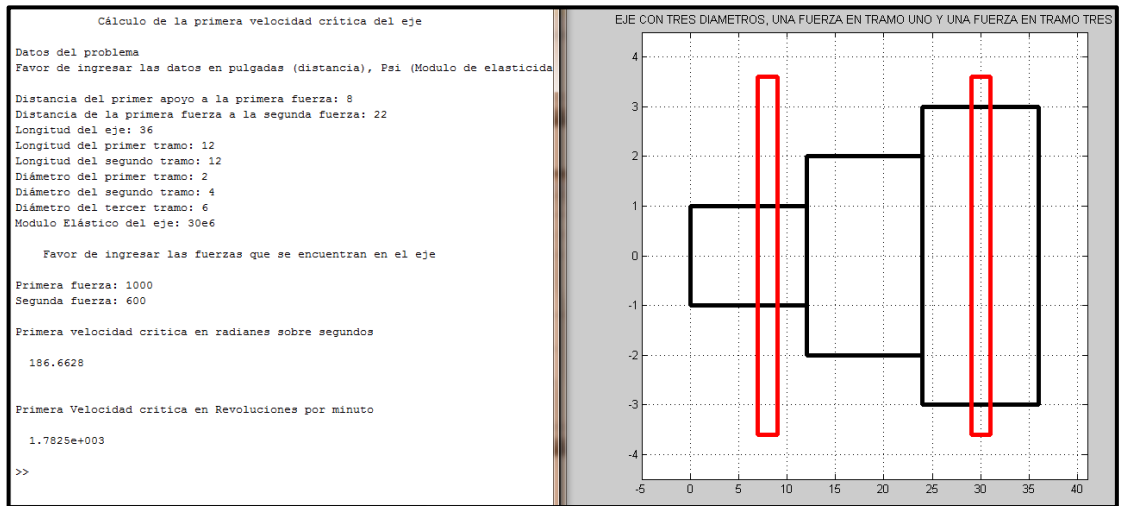 Cálculo de la primera velocidad crítica del eje
Datos del problema
Favor de ingresar las datos en pulgadas (distancia), Psi (Modulo de elasticida
Distancia del primer apoyo a la primera fuerza: 8
Distancia de la primera fuerza a la segunda fuerza: 22
Longitud del eje: 36
Longitud del primer tramo: 12
Longitud del segundo tramo: 12
Diámetro del primer tramo: 2
Diámetro del segundo tramo: 4
Diámetro del tercer tramo: 6
Modulo Elástico del eje: 30e6
Favor de ingresar las fuerzas que se encuentran en el eje
Primera fuerza: 1000
Segunda fuerza: 600
Primera velocidad critica en radianes sobre segundos
186.6628
Primera Velocidad critica en Revoluciones por minuto
1.7825e+003
>>
EJE CON TRES DIAMETROS, UNA FUERZA EN TRAMO UNO Y UNA FUERZA EN TRAMO TRES
4
3
2
1
0
-1
-2
-3
-4
-5 0 5 10 15 20 25 30 35 40